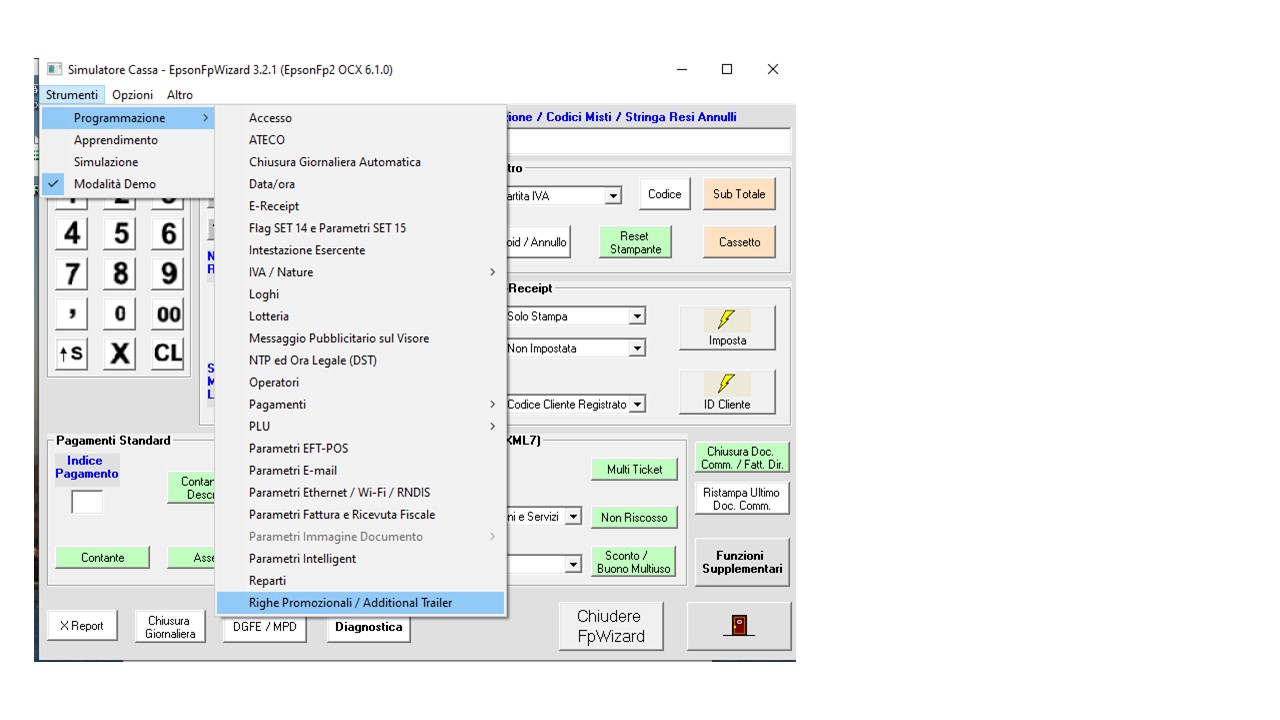 Simulatore Cassa - EpsonFpWizard 3.2.1 (EpsonFp2 OCX 6.1.0)
Strumenti Opzioni Altro
Programmazione
Apprendimento
Simulazione
Modalità Demo
Accesso
ATECO
Chiusura Giornaliera Automatica
Data/ora
E-Receipt
Flag SET 14 e Parametri SET 15
Intestazione Esercente
IVA / Nature
Loghi
Lotteria
Messaggio Pubblicitario sul Visore
NTP ed Ora Legale (DST)
Operatori
Pagamenti
PLU
Parametri EFT-POS
Parametri E-mail
Parametri Ethernet / Wi-Fi / RNDIS
Parametri Fattura e Ricevuta Fiscale
Parametri Immagine Documento
Parametri Intelligent
Reparti
Righe Promozionali / Additional Trailer
ione / Codici Misti / Stringa Resi Annulli
tro
artita IVA
Codice
Sub Totale
oid / Annullo
Reset
Stampante
Cassetto
4 5 6
7 8 9
, 0 00
↑S X CL
-Receipt
Solo Stampa
Imposta
Non Impostata
Codice Cliente Registrato
ID Cliente
Pagamenti Standard
Indice
Pagamento
Contar
Descr
Contante
Asse
XML7)
Multi Ticket
ni e Servizi
Non Riscosso
Sconto /
Buono Multiuso
Chiusura Doc.
Comm. / Fatt. Dir.
Ristampa Ultimo
Doc. Comm.
Funzioni
Supplementari
X Report
Chiusura
Giornaliera
DGFE / MPD
Diagnostica
Chiudere
FpWizard